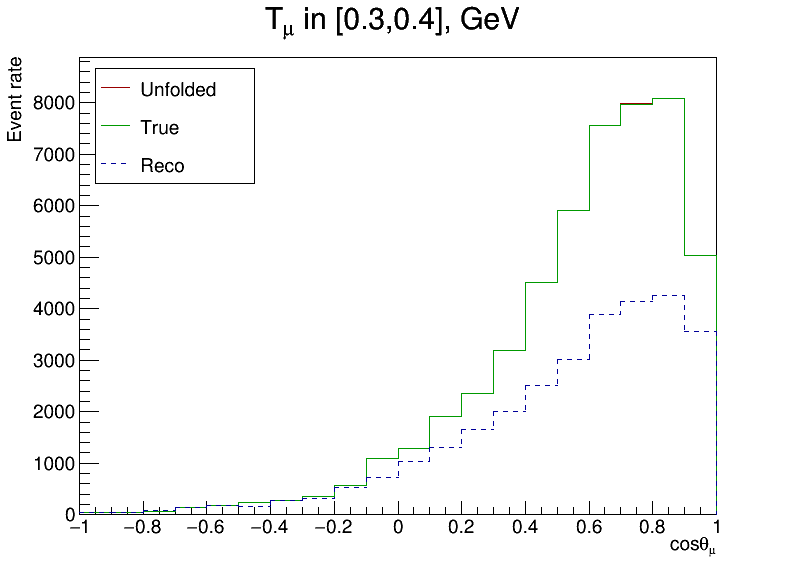 Tμ in [0.3,0.4], GeV
Event rate
Unfolded
True
Reco
8000
7000
6000
5000
4000
3000
2000
1000
0
−1 −0.8 −0.6 −0.4 −0.2 0 0.2 0.4 0.6 0.8 1
cosθμ